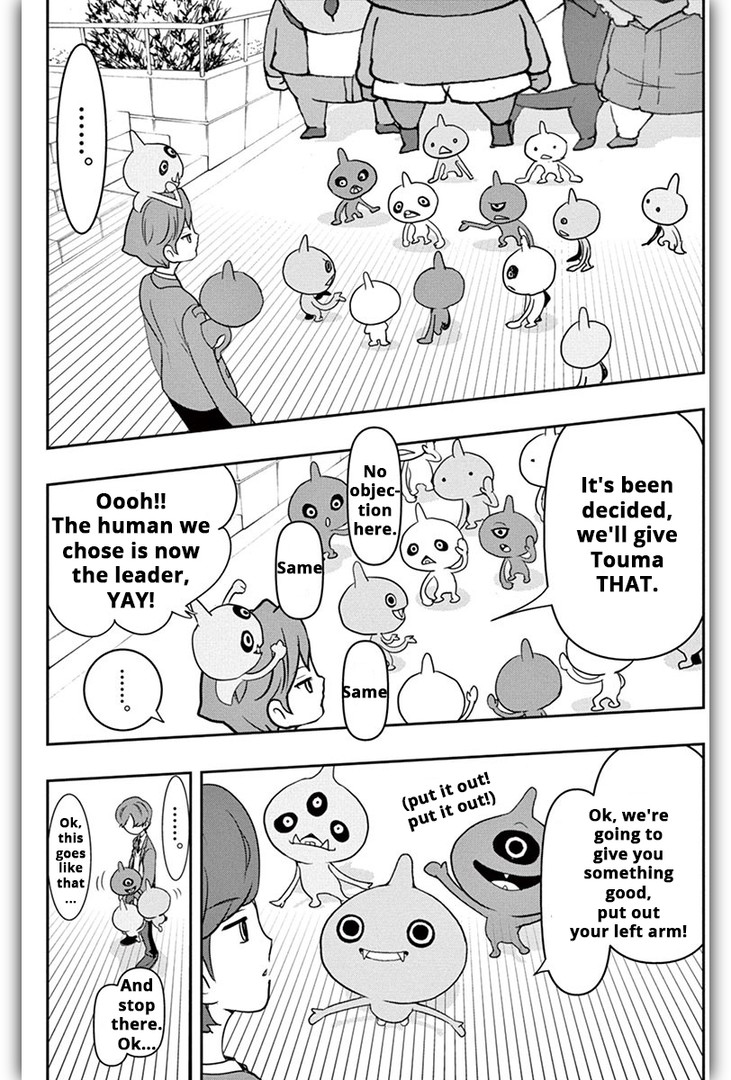 ・・・・・・。
It's been
decided,
we'll give
Touma
THAT.
No
objec-
tion
here.
Same
Same
Oooh!!
The human we
chose is now
the leader,
YAY!
・・・・。
Ok, we're
going to
give you
something
good,
put out
your left arm!
(put it out!
put it out!)
・・・・・。
Ok,
this
goes
like
that
...
And
stop
there.
Ok...